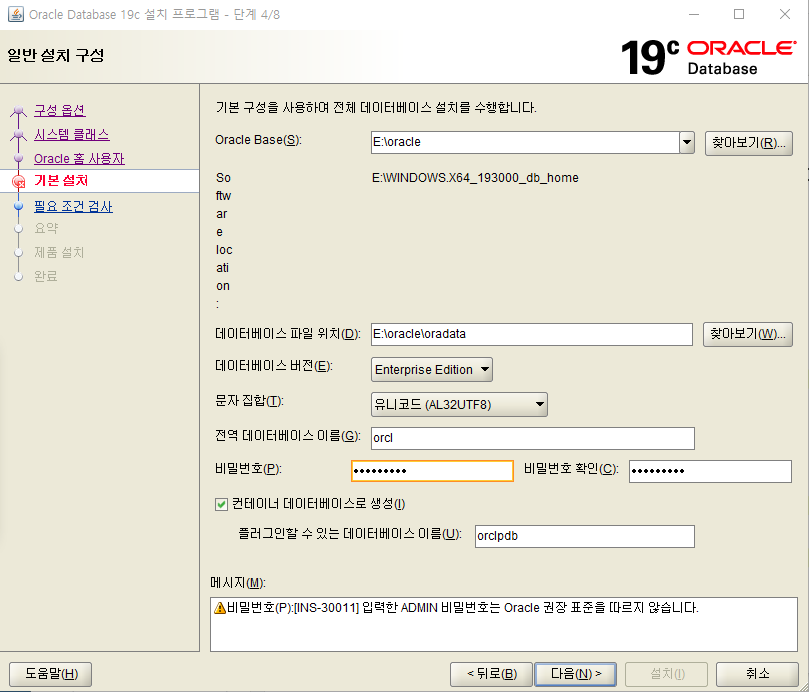 Oracle Database 19c 설치 프로그램 - 단계 4/8
일반 설치 구성
19c ORACLE
Database
구성 옵션
시스템 클래스
Oracle 홈 사용자
기본 설치
필요 조건 검사
요약
제품 설치
완료
기본 구성을 사용하여 전체 데이터베이스 설치를 수행합니다.
Oracle Base(S): E:\oracle 찾아보기(R)...
So E:\WINDOWS.X64_193000_db_home
ftw
ar
e
loc
ati
on
:
데이터베이스 파일 위치(D): E:\oracle\oradata 찾아보기(W)...
데이터베이스 버전(E): Enterprise Edition
문자 집합(T): 유니코드 (AL32UTF8)
전역 데이터베이스 이름(G): orcl
비밀번호(P): ••••••••• 비밀번호 확인(C): •••••••••
컨테이너 데이터베이스로 생성(I)
플러그인할 수 있는 데이터베이스 이름(U): orclpdb
메시지(M):
비밀번호(P):[INS-30011] 입력한 ADMIN 비밀번호는 Oracle 권장 표준을 따르지 않습니다.
도움말(H) < 뒤로(B) 다음(N) > 설치(I) 취소